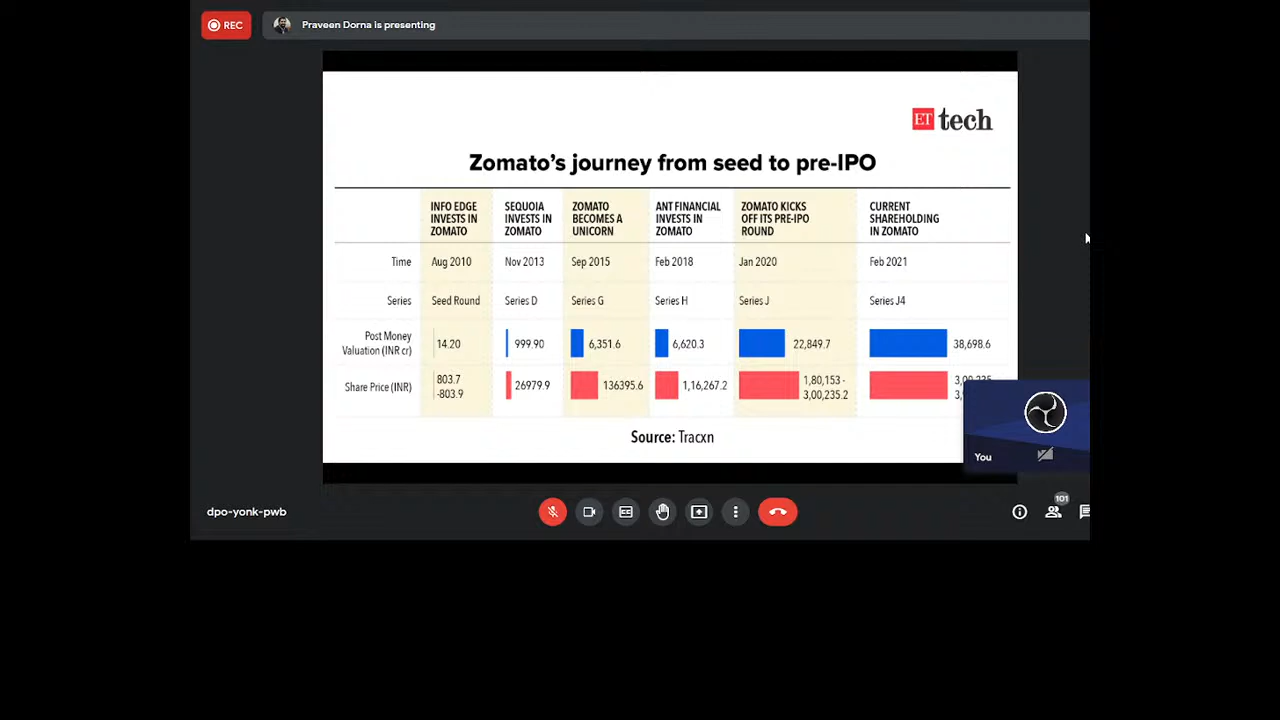 REC
Praveen Dorna is presenting
ET tech
Zomato's journey from seed to pre-IPO
INFO EDGE INVESTS IN ZOMATO
SEQUOIA INVESTS IN ZOMATO
ZOMATO BECOMES A UNICORN
ANT FINANCIAL INVESTS IN ZOMATO
ZOMATO KICKS OFF ITS PRE-IPO ROUND
CURRENT SHAREHOLDING IN ZOMATO
Time Aug 2010 Nov 2013 Sep 2015 Feb 2018 Jan 2020 Feb 2021
Series Seed Round Series D Series G Series H Series J Series J4
Post Money Valuation (INR cr) 14.20 999.90 6,351.6 6,620.3 22,849.7 38,698.6
Share Price (INR) 803.7 -803.9 26979.9 136395.6 1,16,267.2 1,80,153 - 3,00,235.2
Source: Tracxn
You
dpo-yonk-pwb
101